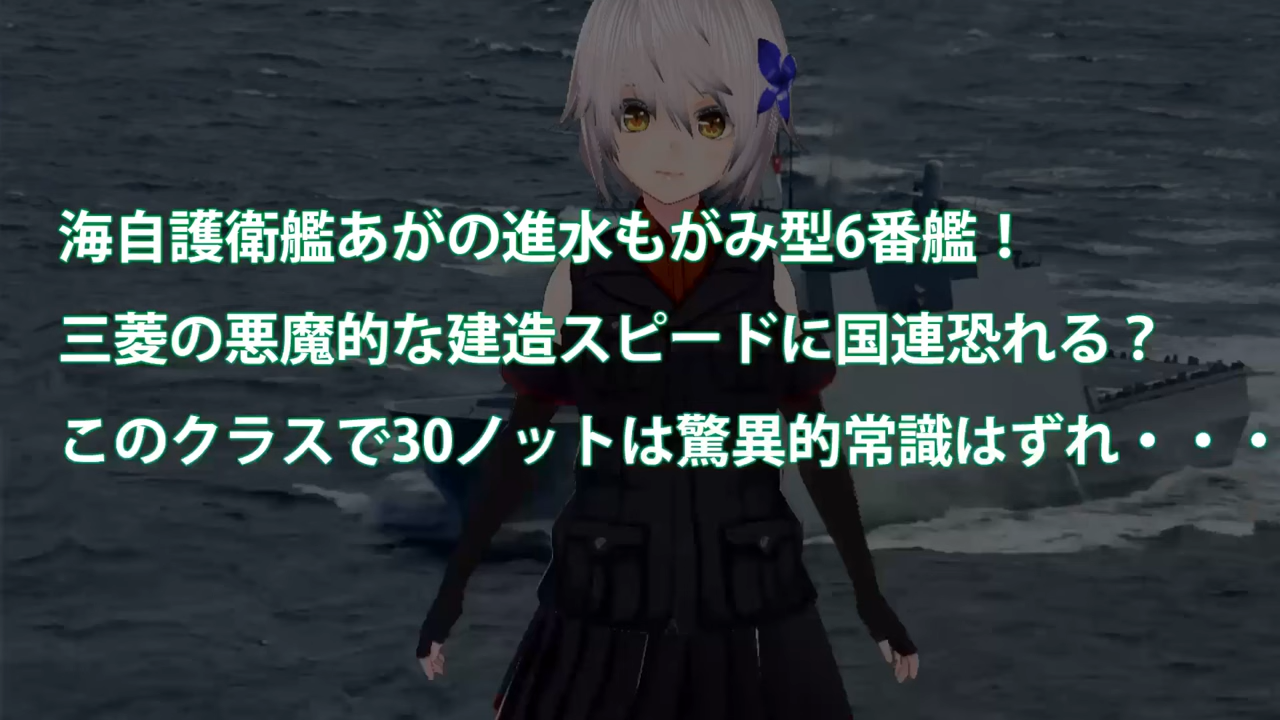 海自護衛艦あがの進水もがみ型6番艦！
三菱の悪魔的な建造スピードに国連恐れる？
このクラスで30ノットは驚異的常識はずれ・・・